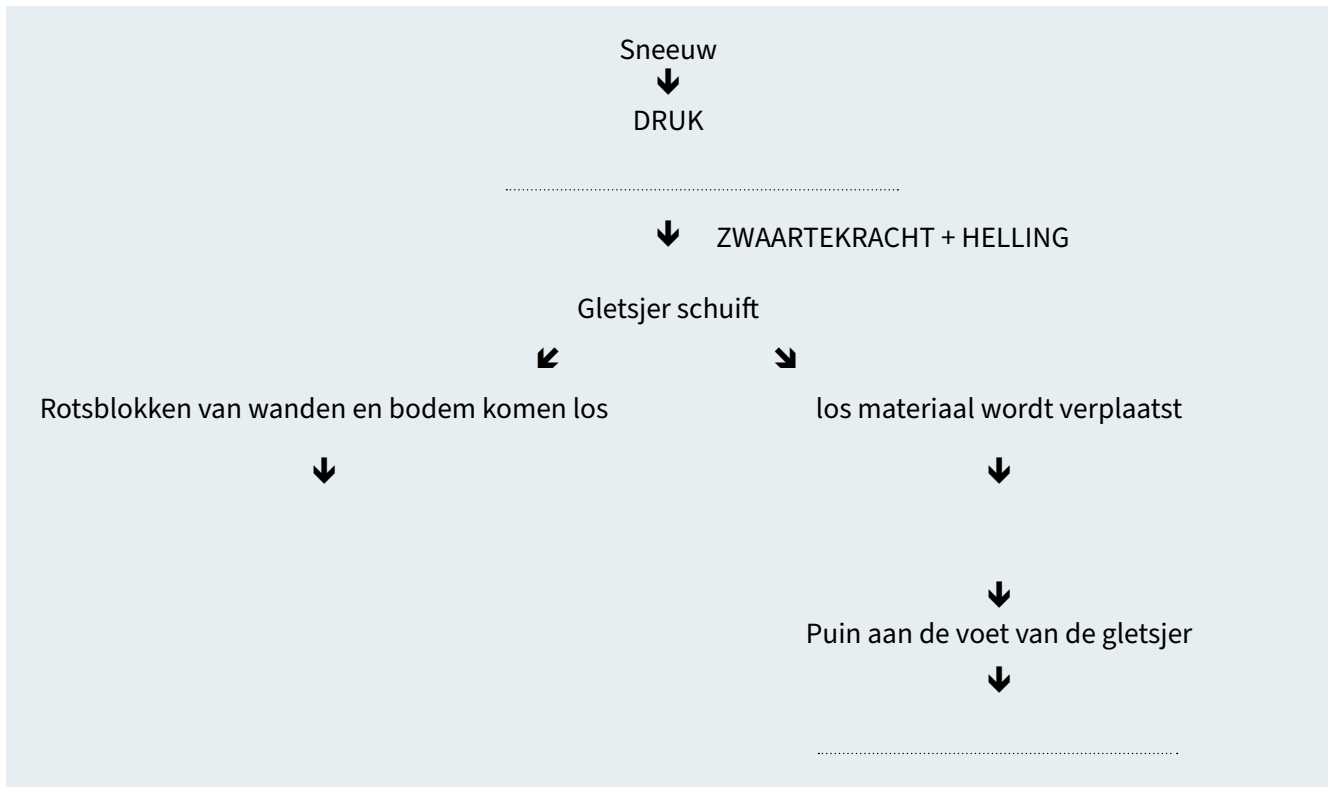 Sneeuw
DRUK
ZWAARTEKRACHT + HELLING
Gletsjer schuift
Rotsblokken van wanden en bodem komen los
los materiaal wordt verplaatst
Puin aan de voet van de gletsjer